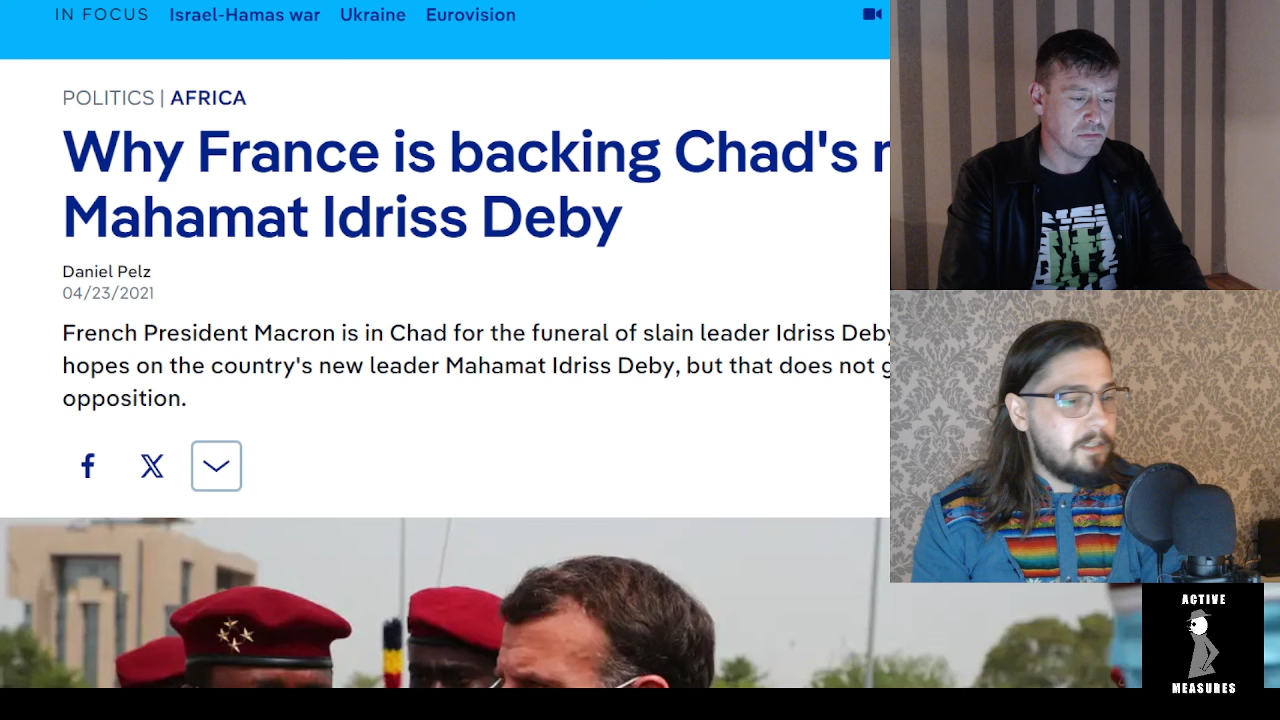 IN FOCUS Israel-Hamas war Ukraine Eurovision
POLITICS | AFRICA
Why France is backing Chad's
Mahamat Idriss Deby
Daniel Pelz
04/23/2021
French President Macron is in Chad for the funeral of slain leader Idriss Deby
hopes on the country's new leader Mahamat Idriss Deby, but that does not
opposition.
ACTIVE
MEASURES